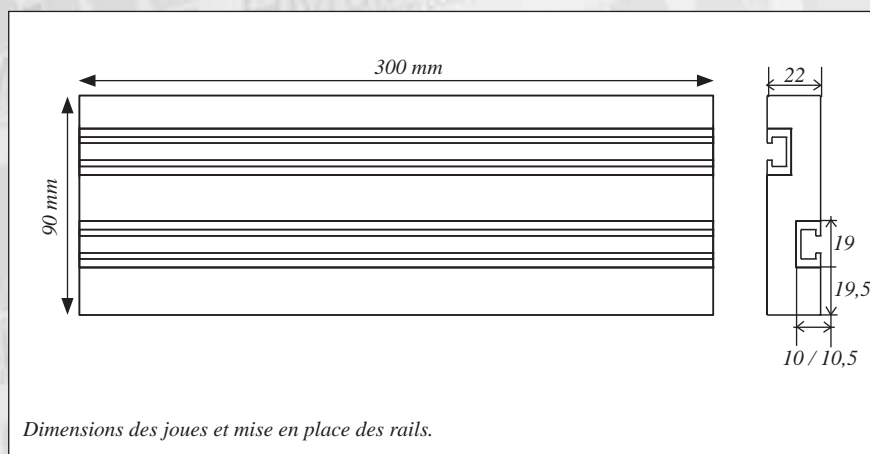 300 mm
22
90 mm
19
19,5
10 / 10,5
Dimensions des joues et mise en place des rails.